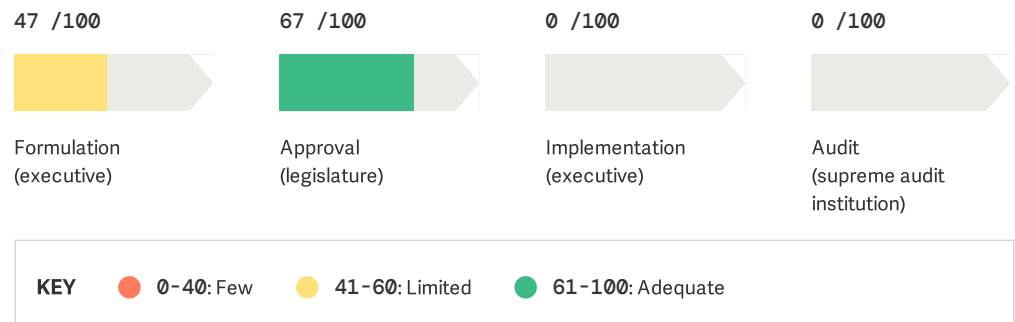 47 /100
67 /100
0 /100
0 /100
Formulation
(executive)
Approval
(legislature)
Implementation
(executive)
Audit
(supreme audit
institution)
KEY
0-40: Few
41-60: Limited
61-100: Adequate